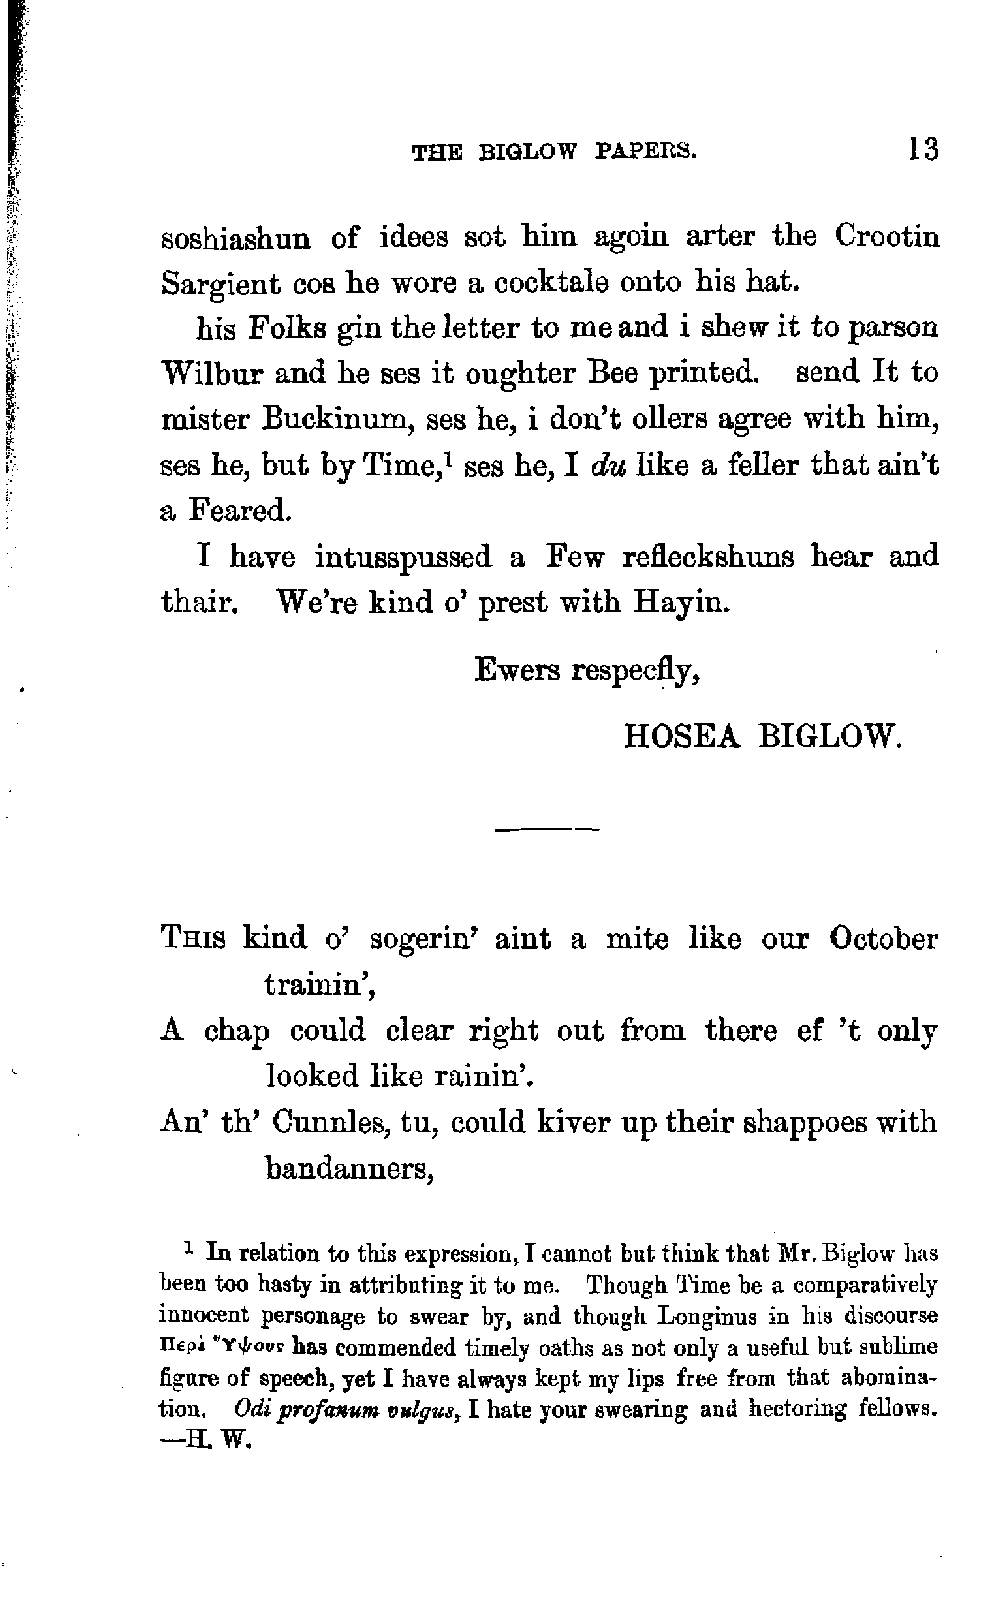 THE BIGLOW PAPERS. 13
soshiashun of idees sot him agoin arter the Crootin
Sargient cos he wore a cocktale onto his hat.
his Folks gin the letter to me and i shew it to parson
Wilbur and he ses it oughter Bee printed. send It to
mister Buckinum, ses he, i don't ollers agree with him,
ses he, but by Time,¹ ses he, I du like a feller that ain't
a Feared.
I have intusspussed a Few refleckshuns hear and
thair. We're kind o' prest with Hayin.
Ewers respecfly,
HOSEA BIGLOW.
THIS kind o' sogerin' aint a mite like our October
trainin',
A chap could clear right out from there ef 't only
looked like rainin'.
An' th' Cunnles, tu, could kiver up their shappoes with
bandanners,
¹ In relation to this expression, I cannot but think that Mr. Biglow has
been too hasty in attributing it to me. Though Time be a comparatively
innocent personage to swear by, and though Longinus in his discourse
Περὶ Ὕψους has commended timely oaths as not only a useful but sublime
figure of speech, yet I have always kept my lips free from that abomina-
tion. Odi profanum vulgus, I hate your swearing and hectoring fellows.
—H. W.